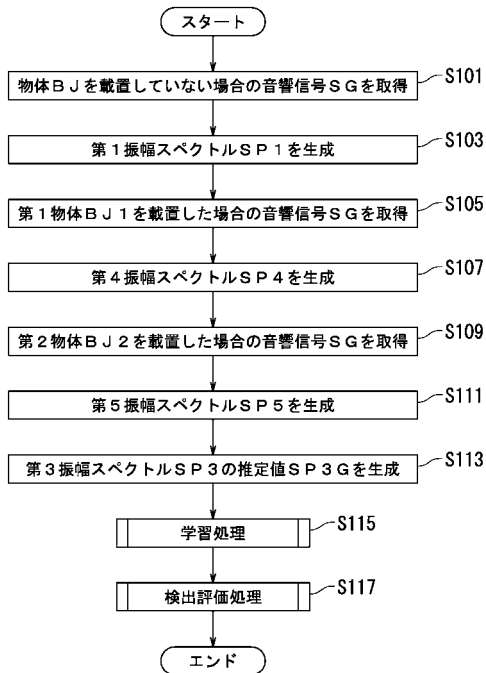 スタート
物体ＢＪを載置していない場合の音響信号ＳＧを取得
S101
第１振幅スペクトルＳＰ１を生成
S103
第１物体ＢＪ１を載置した場合の音響信号ＳＧを取得
S105
第４振幅スペクトルＳＰ４を生成
S107
第２物体ＢＪ２を載置した場合の音響信号ＳＧを取得
S109
第５振幅スペクトルＳＰ５を生成
S111
第３振幅スペクトルＳＰ３の推定値ＳＰ３Ｇを生成
S113
学習処理
S115
検出評価処理
S117
エンド